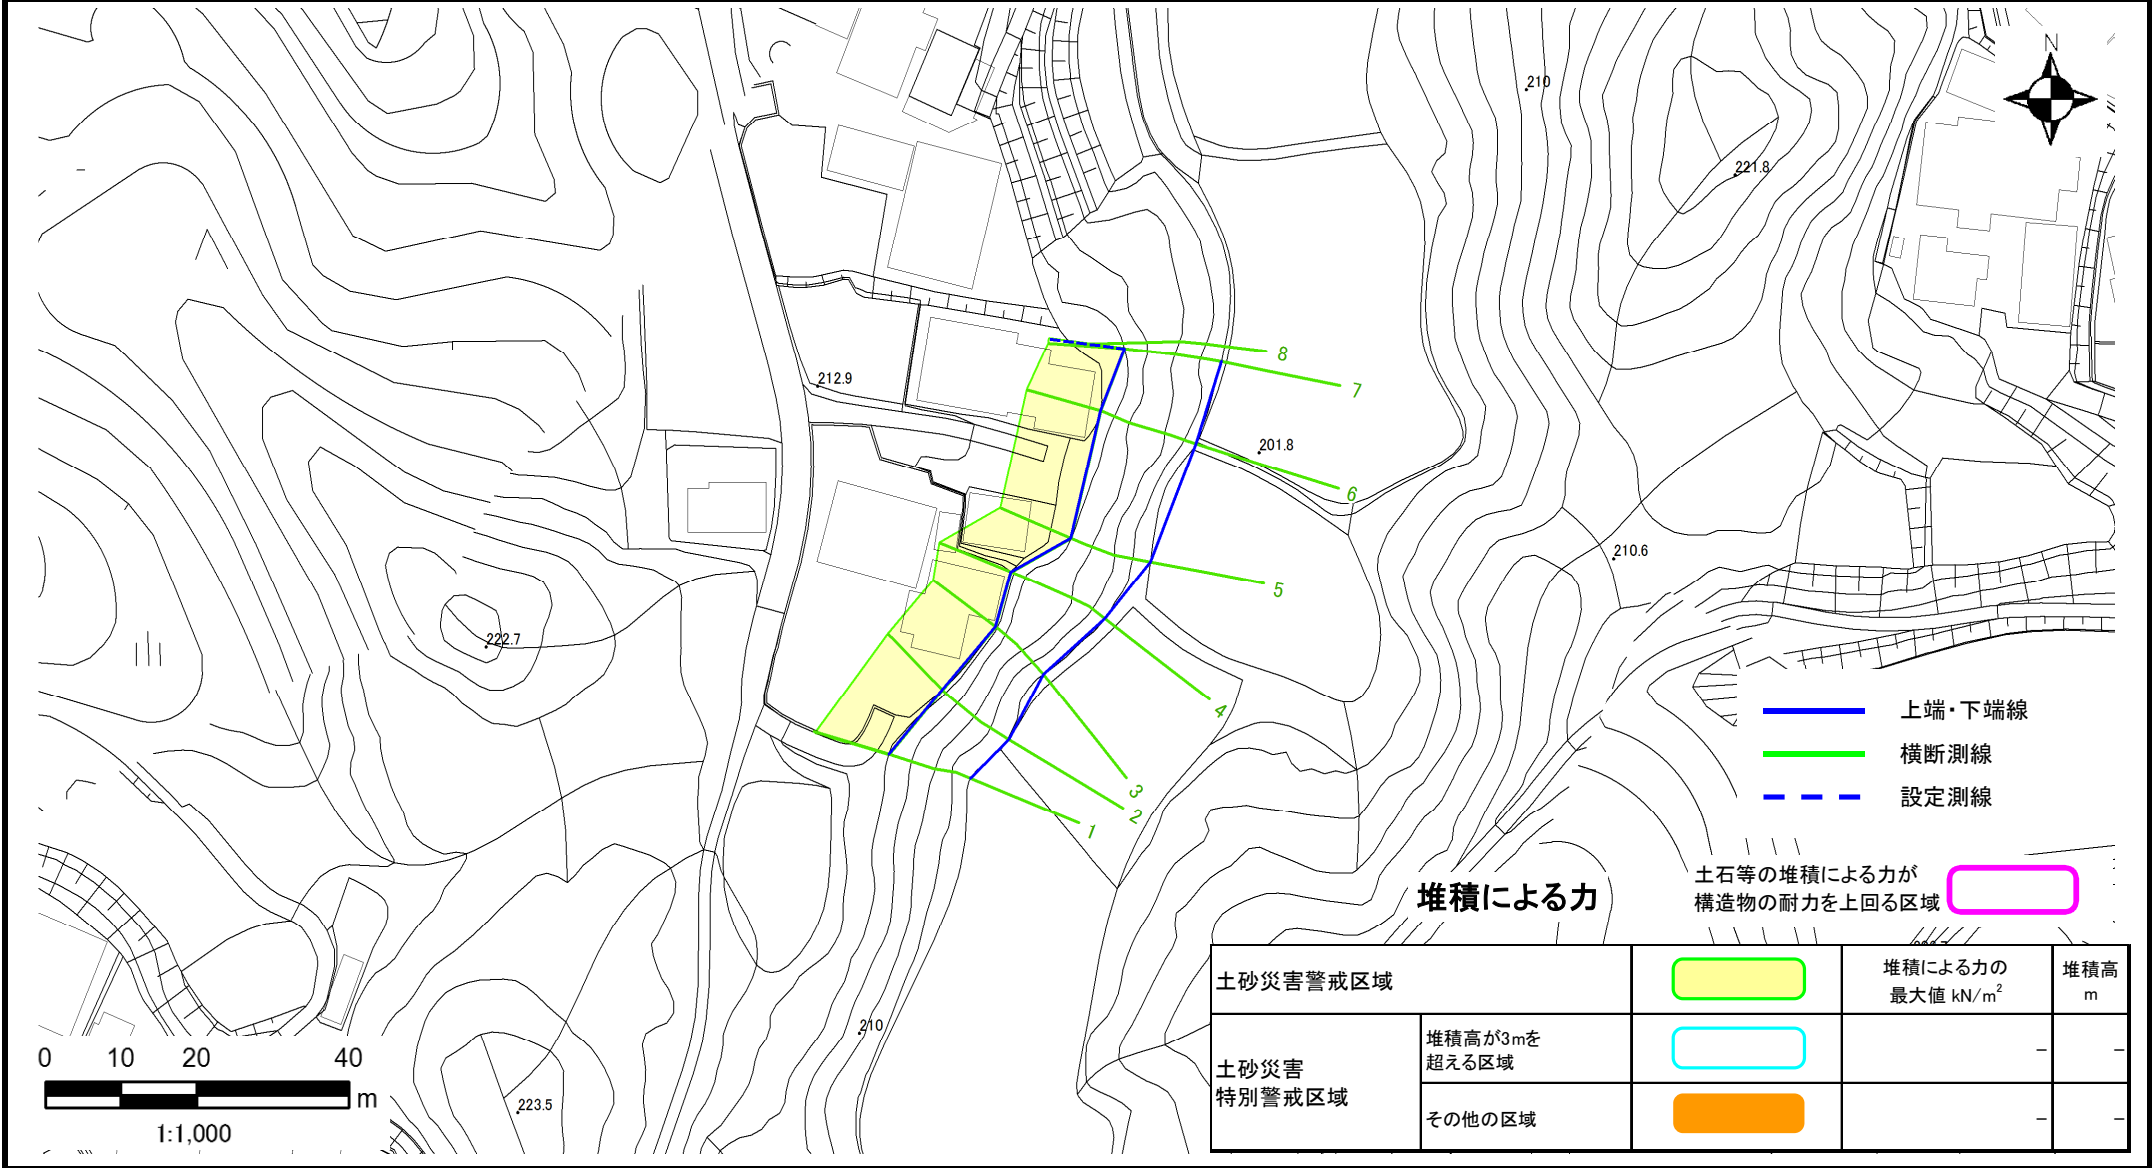 N
210
221.8
212.9
8
7
201.8
6
210.6
5
222.7
4
3
2
1
上端・下端線
横断測線
設定測線
堆積による力
土石等の堆積による力が
構造物の耐力を上回る区域
土砂災害警戒区域
堆積による力の
最大値 kN/m²
堆積高
m
土砂災害
特別警戒区域
堆積高が3mを
超える区域
－
－
その他の区域
－
－
210
223.5
0 10 20 40
m
1:1,000